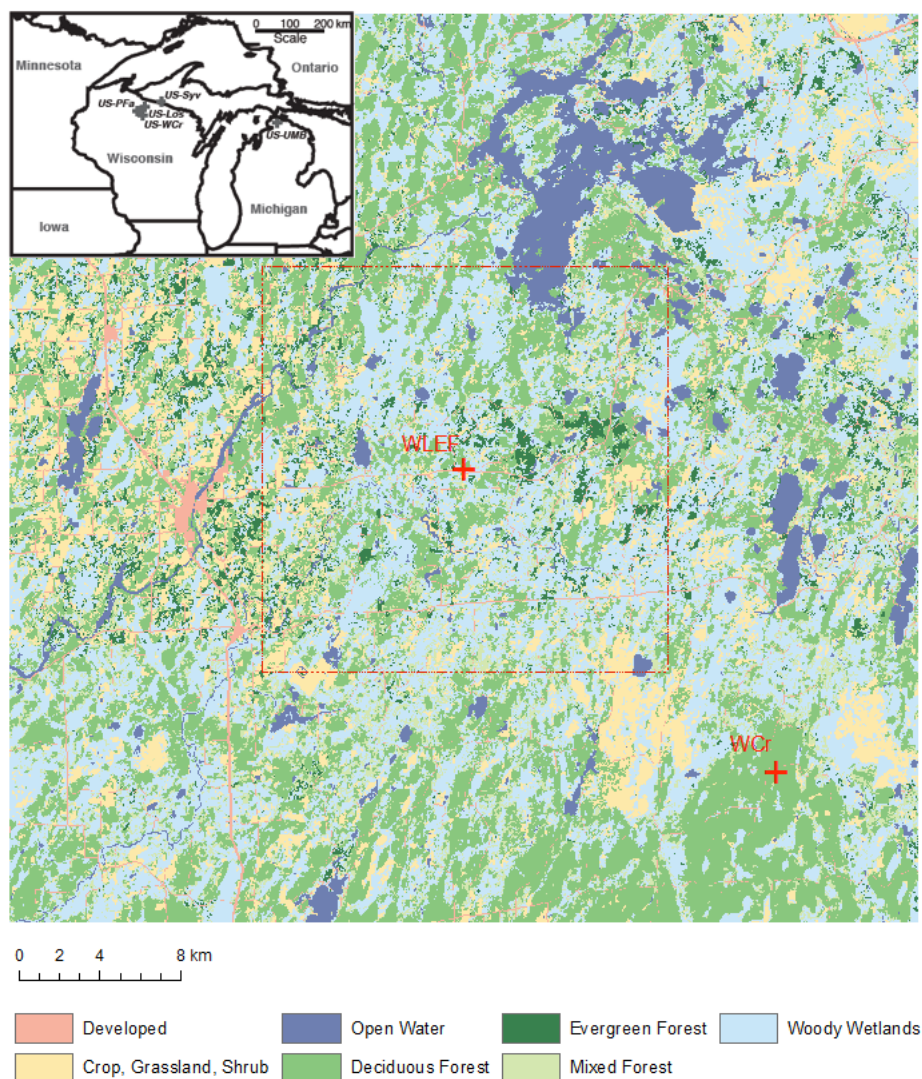 0 100 200 km
Scale
Minnesota
Ontario
US-Syv
US-PFa
US-Los
US-WCr
US-UMB
Wisconsin
Michigan
Iowa
WLEF
WCr
0 2 4 8 km
Developed
Open Water
Evergreen Forest
Woody Wetlands
Crop, Grassland, Shrub
Deciduous Forest
Mixed Forest